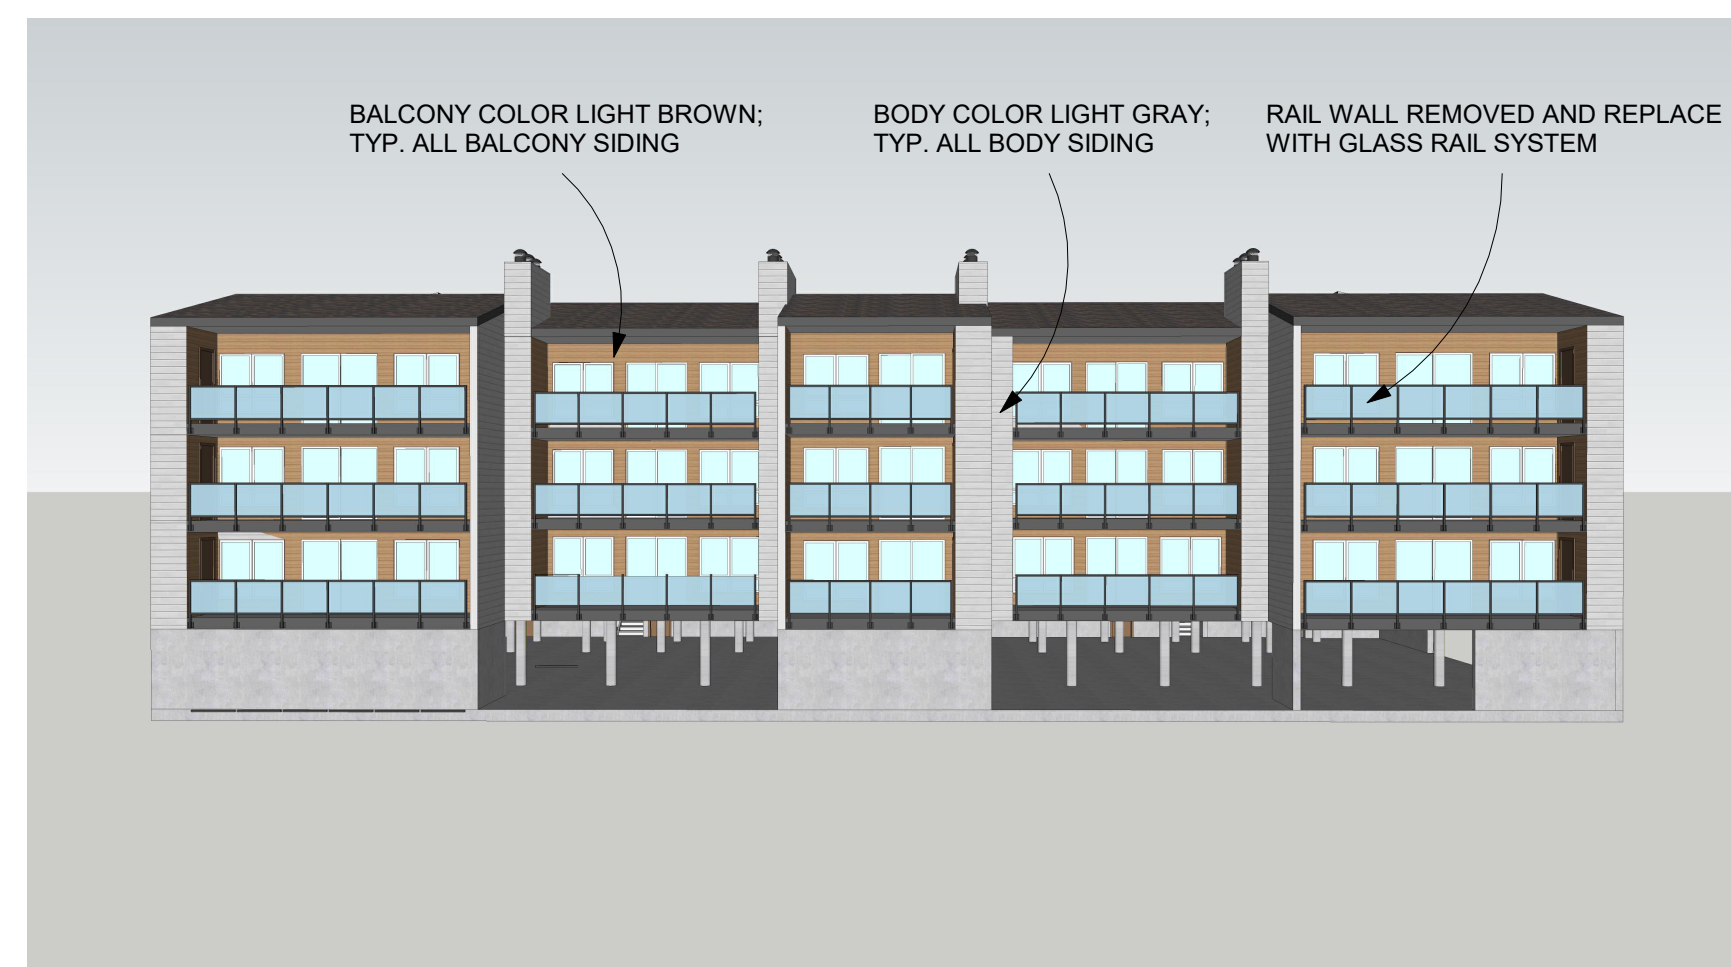 BALCONY COLOR LIGHT BROWN;
TYP. ALL BALCONY SIDING
BODY COLOR LIGHT GRAY;
TYP. ALL BODY SIDING
RAIL WALL REMOVED AND REPLACE
WITH GLASS RAIL SYSTEM